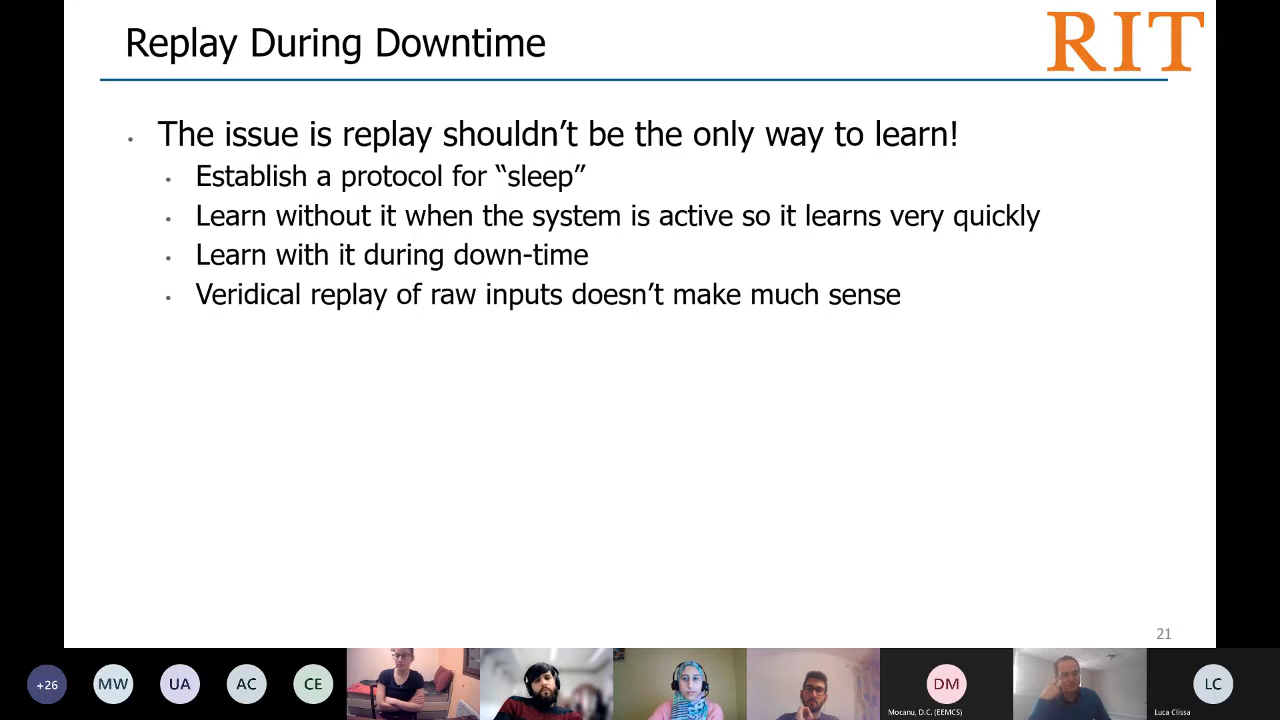 Replay During Downtime
RIT
The issue is replay shouldn’t be the only way to learn!
Establish a protocol for “sleep”
Learn without it when the system is active so it learns very quickly
Learn with it during down-time
Veridical replay of raw inputs doesn’t make much sense
21
+26
MW
UA
AC
CE
DM
Mocanu, D.C. (EEMCS)
LC
Luca Clissa